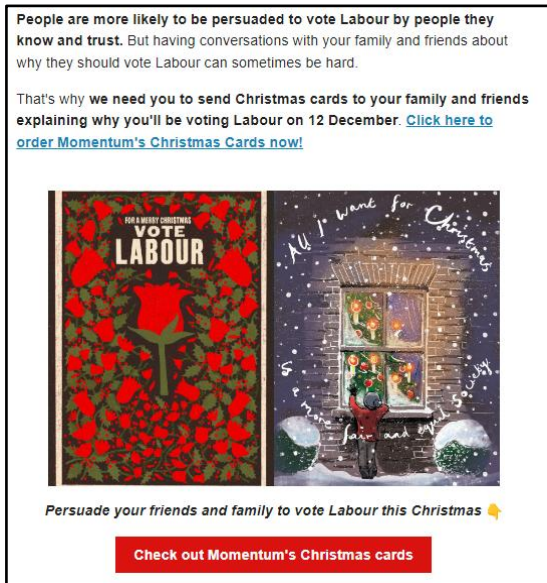 People are more likely to be persuaded to vote Labour by people they
know and trust. But having conversations with your family and friends about
why they should vote Labour can sometimes be hard.
That's why we need you to send Christmas cards to your family and friends
explaining why you'll be voting Labour on 12 December. Click here to
order Momentum's Christmas Cards now!
FOR A MERRY CHRISTMAS
VOTE
LABOUR
All I want for Christmas
is a more fair and equal Society
Persuade your friends and family to vote Labour this Christmas 👇
Check out Momentum's Christmas cards